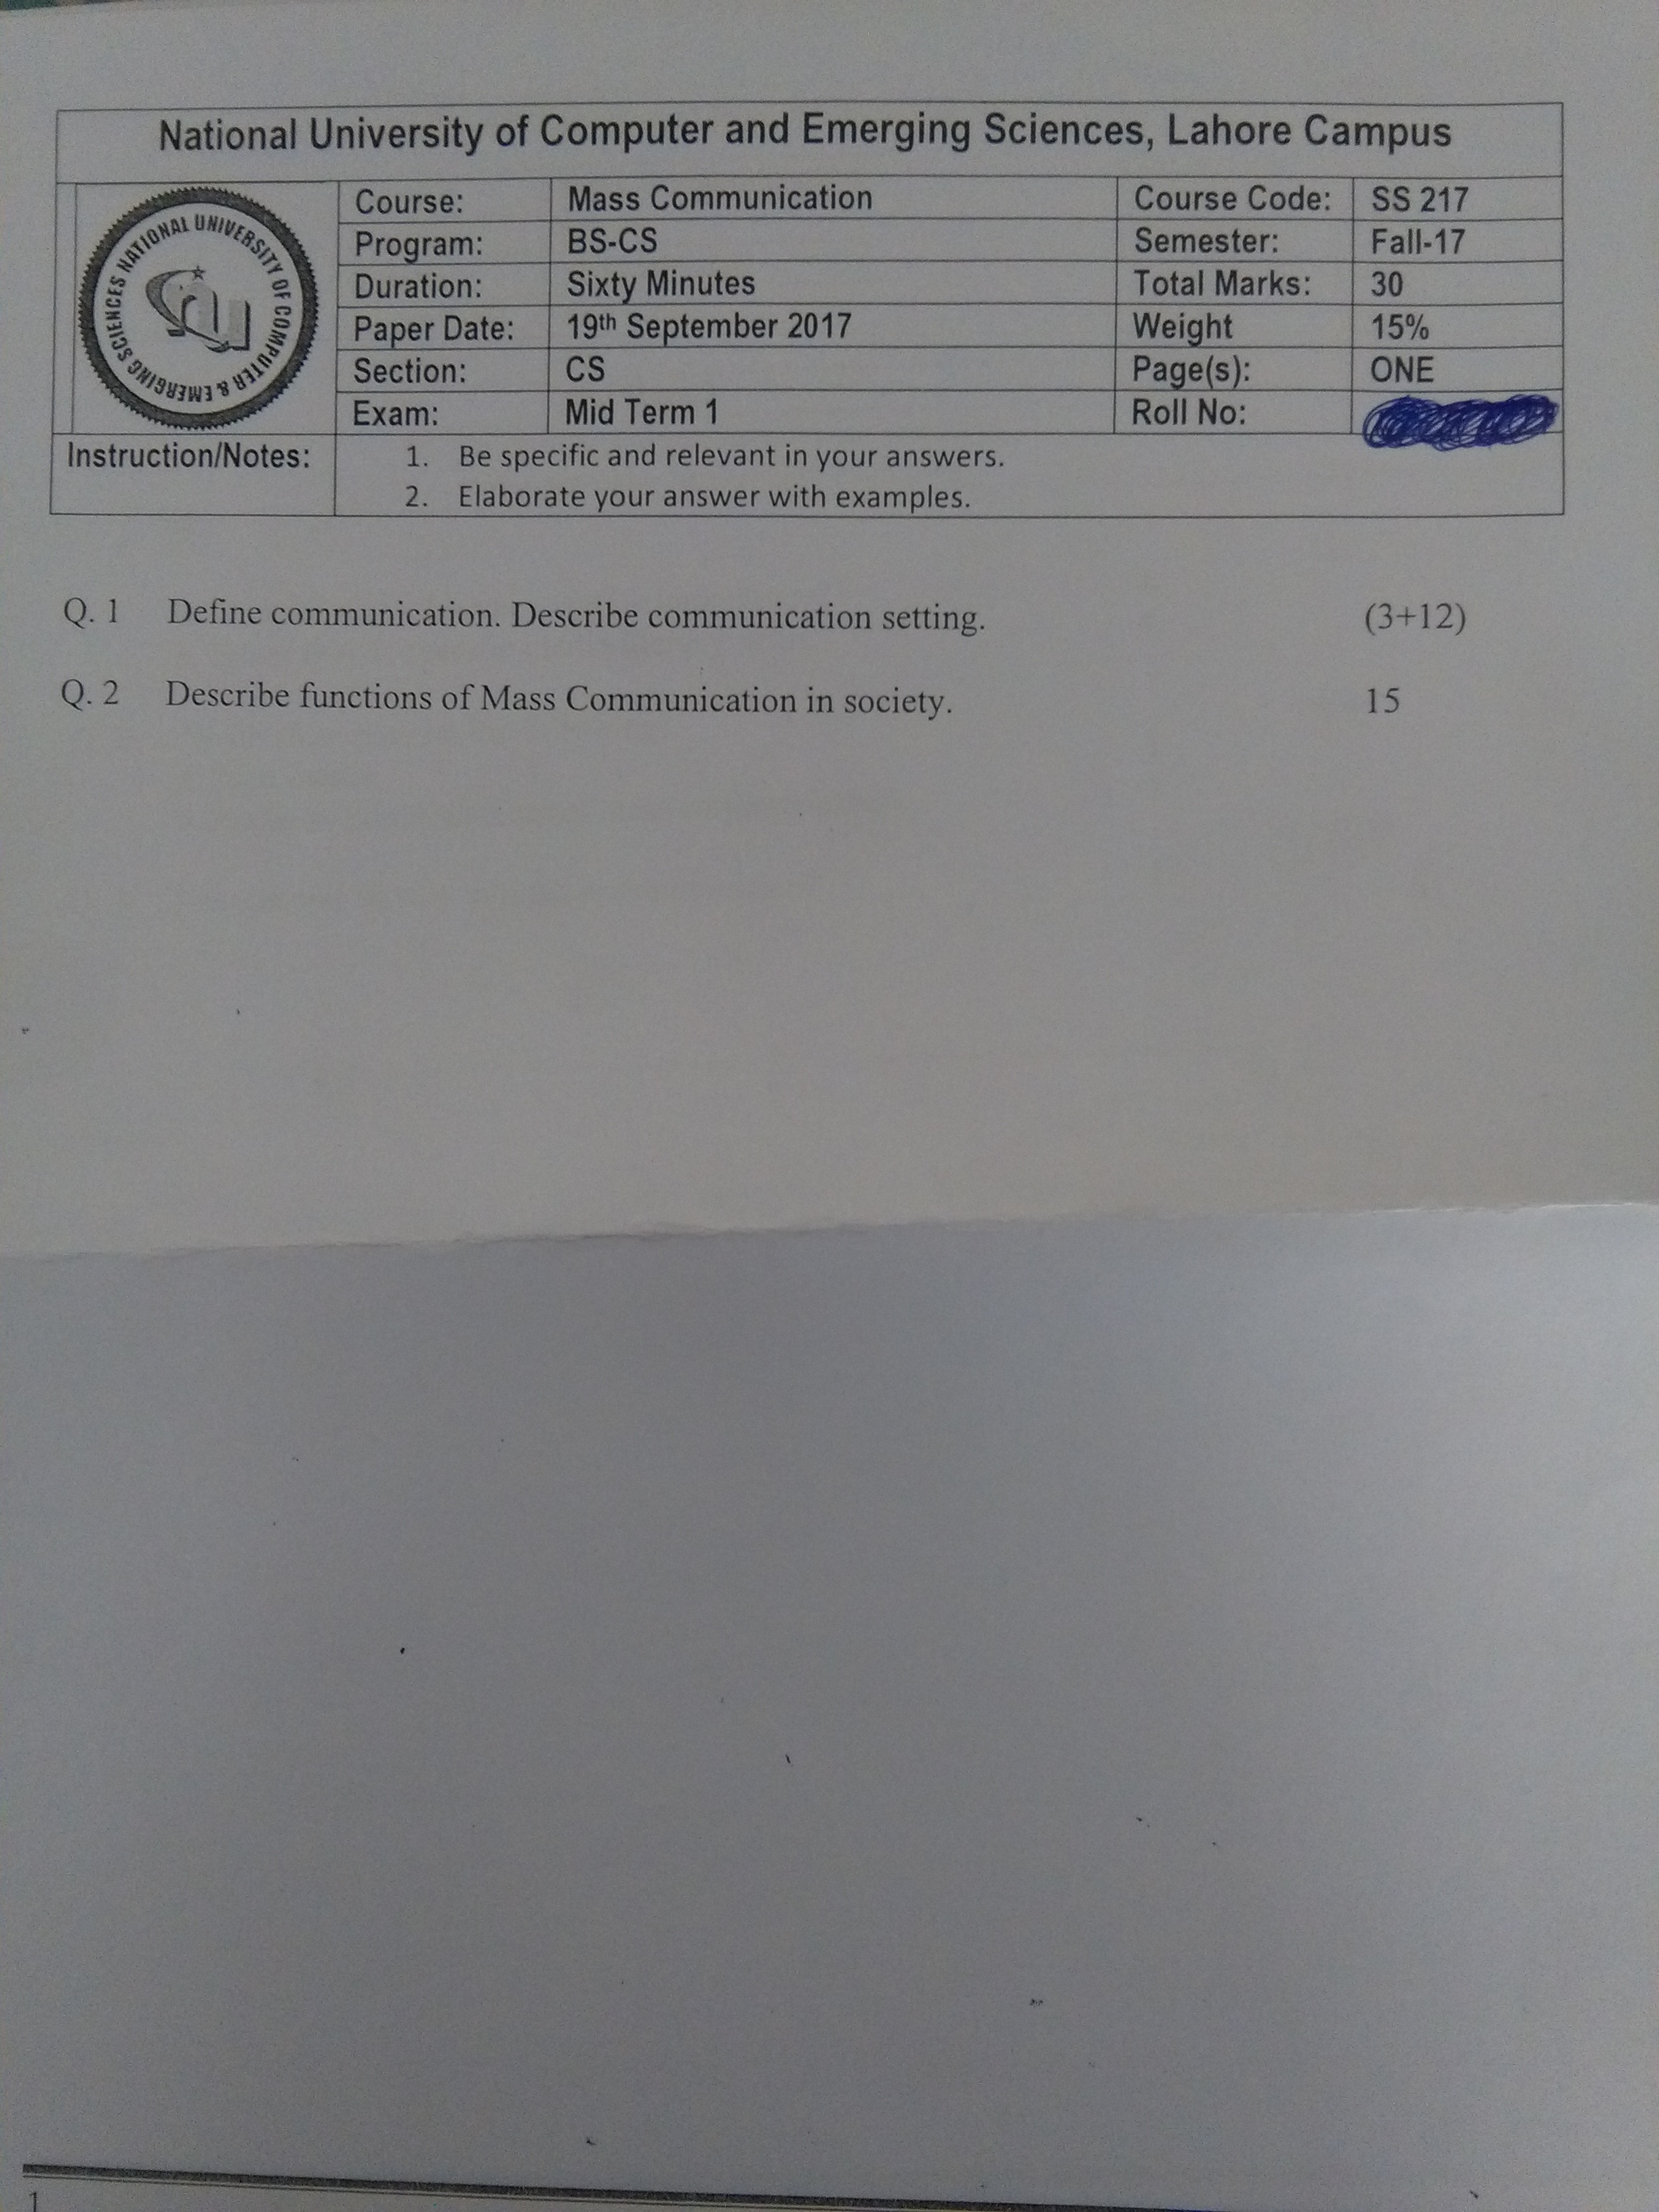 National University of Computer and Emerging Sciences, Lahore Campus
NATIONAL UNIVERSITY OF COMPUTER & EMERGING SCIENCES
Course: Mass Communication Course Code: SS 217
Program: BS-CS Semester: Fall-17
Duration: Sixty Minutes Total Marks: 30
Paper Date: 19th September 2017 Weight 15%
Section: CS Page(s): ONE
Exam: Mid Term 1 Roll No:
Instruction/Notes: 1. Be specific and relevant in your answers.
2. Elaborate your answer with examples.
Q. 1 Define communication. Describe communication setting. (3+12)
Q. 2 Describe functions of Mass Communication in society. 15
1